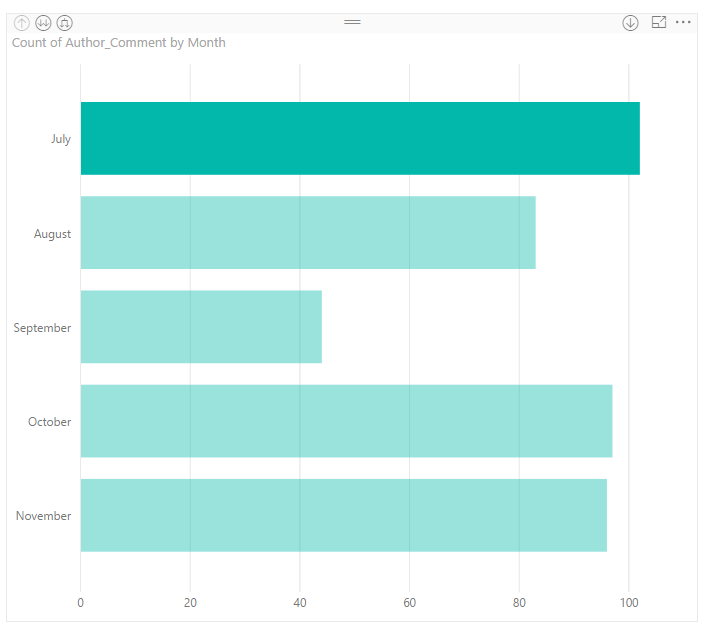 Count of Author_Comment by Month
July
August
September
October
November
0 20 40 60 80 100